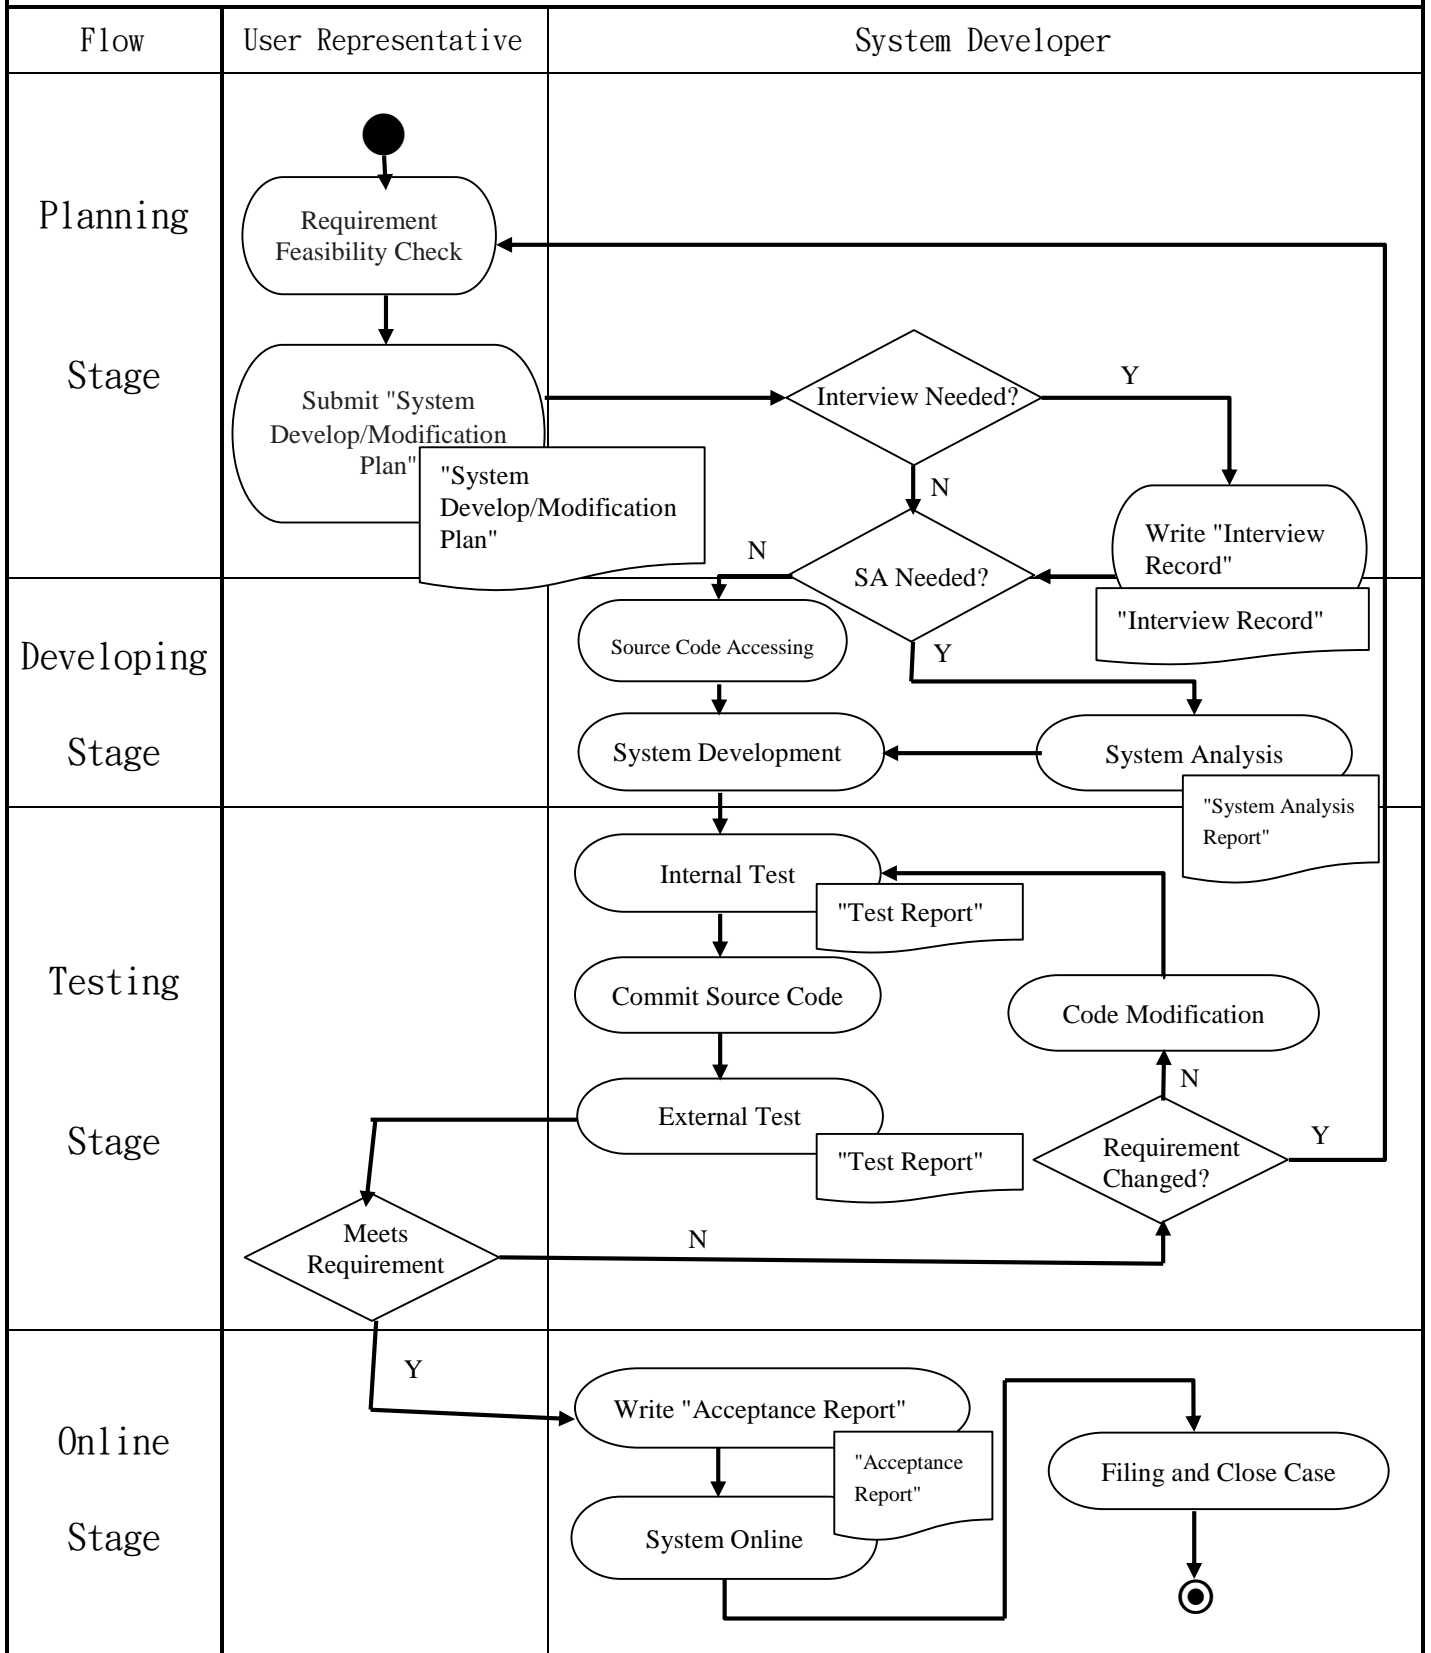 Flow
User Representative
System Developer
Planning
Stage
Requirement
Feasibility Check
Submit "System
Develop/Modification
Plan"
"System
Develop/Modification
Plan"
Interview Needed?
Y
N
Write "Interview
Record"
"Interview Record"
SA Needed?
N
Y
Developing
Stage
Source Code Accessing
System Development
System Analysis
"System Analysis
Report"
Testing
Stage
Internal Test
"Test Report"
Commit Source Code
Code Modification
External Test
"Test Report"
N
Requirement
Changed?
Y
Meets
Requirement
N
Y
Online
Stage
Write "Acceptance Report"
"Acceptance
Report"
System Online
Filing and Close Case